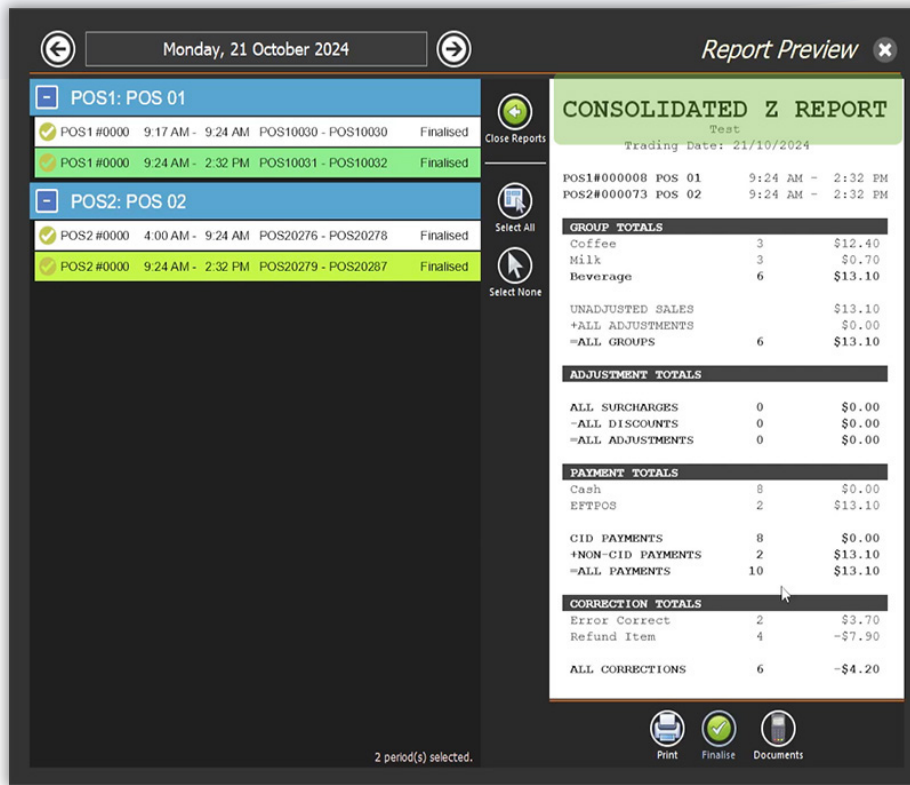 Monday, 21 October 2024
Report Preview
POS1: POS 01
POS1 #0000 9:17 AM - 9:24 AM POS10030 - POS10030 Finalised
POS1 #0000 9:24 AM - 2:32 PM POS10031 - POS10032 Finalised
POS2: POS 02
POS2 #0000 4:00 AM - 9:24 AM POS20276 - POS20278 Finalised
POS2 #0000 9:24 AM - 2:32 PM POS20279 - POS20287 Finalised
2 period(s) selected.
Close Reports
Select All
Select None
CONSOLIDATED Z REPORT
Test
Trading Date: 21/10/2024
POS1#000008 POS 01 9:24 AM - 2:32 PM
POS2#000073 POS 02 9:24 AM - 2:32 PM
GROUP TOTALS
Coffee 3 $12.40
Milk 3 $0.70
Beverage 6 $13.10
UNADJUSTED SALES $13.10
+ALL ADJUSTMENTS $0.00
=ALL GROUPS 6 $13.10
ADJUSTMENT TOTALS
ALL SURCHARGES 0 $0.00
-ALL DISCOUNTS 0 $0.00
=ALL ADJUSTMENTS 0 $0.00
PAYMENT TOTALS
Cash 8 $0.00
EFTPOS 2 $13.10
CID PAYMENTS 8 $0.00
+NON-CID PAYMENTS 2 $13.10
=ALL PAYMENTS 10 $13.10
CORRECTION TOTALS
Error Correct 2 $3.70
Refund Item 4 -$7.90
ALL CORRECTIONS 6 -$4.20
Print
Finalise
Documents